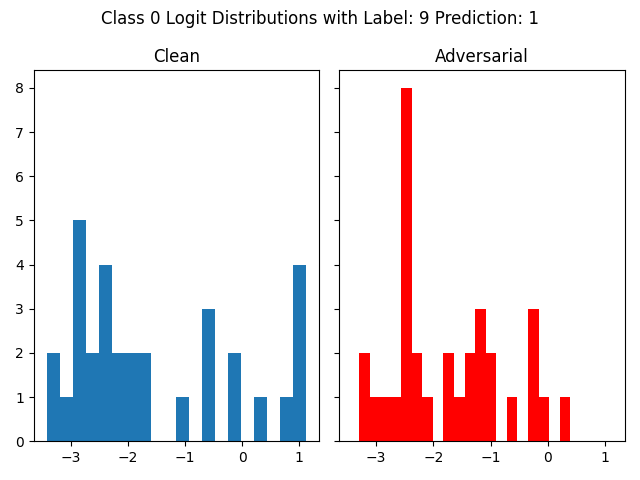 Class 0 Logit Distributions with Label: 9 Prediction: 1
Clean
Adversarial
8
7
6
5
4
3
2
1
0
−3 −2 −1 0 1
−3 −2 −1 0 1